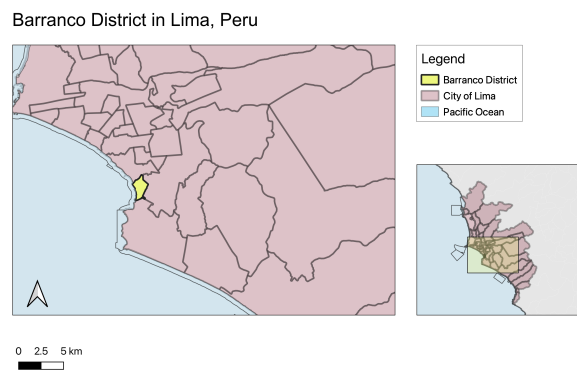 Barranco District in Lima, Peru
Legend
Barranco District
City of Lima
Pacific Ocean
0 2.5 5 km